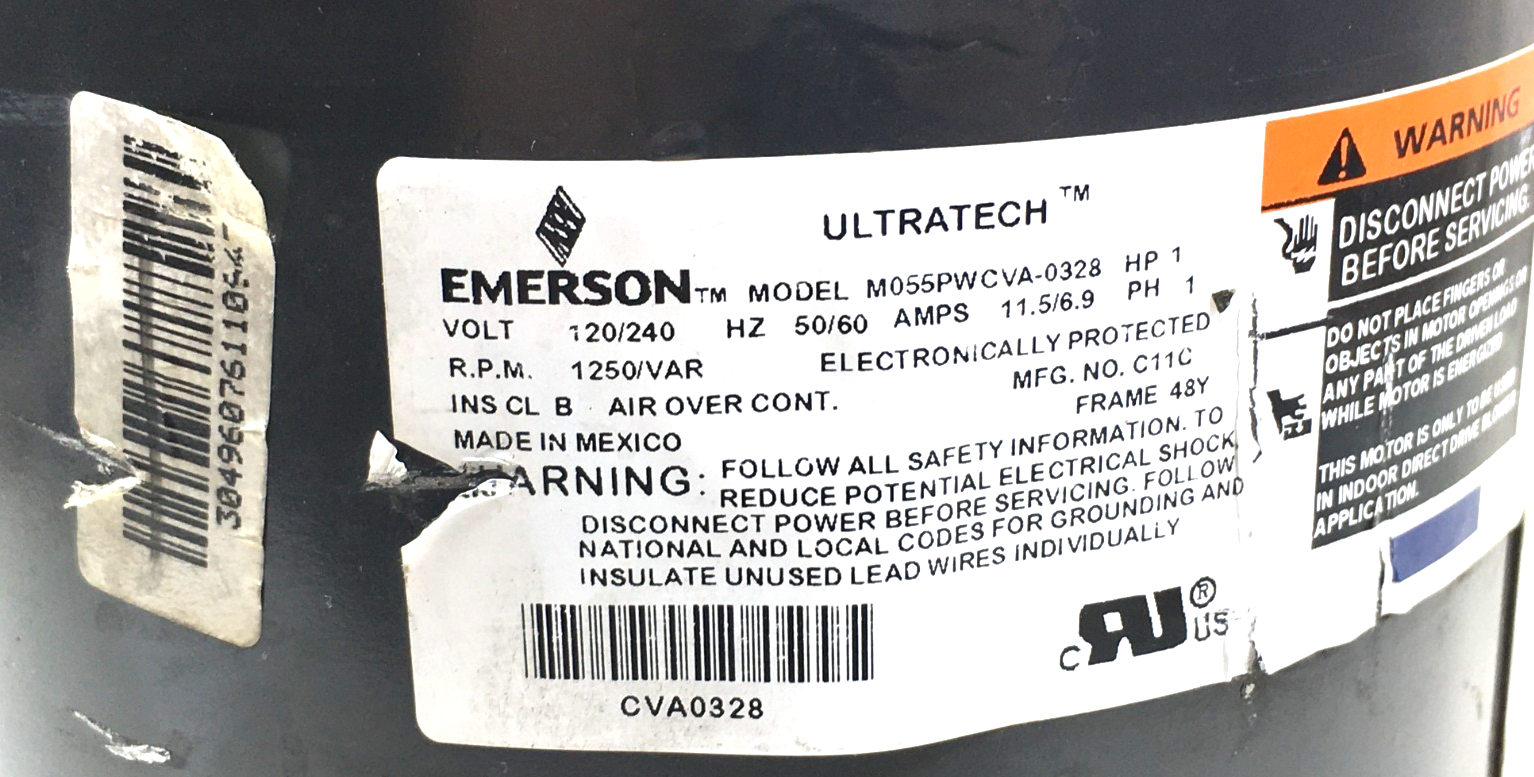 304960761105
ULTRATECH ™
EMERSON™ MODEL M055PWCVA-0328 HP 1
VOLT 120/240 HZ 50/60 AMPS 11.5/6.9 PH 1
R.P.M. 1250/VAR ELECTRONICALLY PROTECTED
MFG. NO. C11C
INS CL B AIR OVER CONT. FRAME 48Y
MADE IN MEXICO
WARNING: FOLLOW ALL SAFETY INFORMATION. TO
REDUCE POTENTIAL ELECTRICAL SHOCK
DISCONNECT POWER BEFORE SERVICING. FOLLOW
NATIONAL AND LOCAL CODES FOR GROUNDING AND
INSULATE UNUSED LEAD WIRES INDIVIDUALLY
CVA0328
C RU ® US
WARNING
DISCONNECT POWER
BEFORE SERVICING.
DO NOT PLACE FINGERS OR
OBJECTS IN MOTOR OPENINGS OR
ANY PART OF THE DRIVEN LOAD
WHILE MOTOR IS ENERGIZED
THIS MOTOR IS ONLY TO BE USED
IN INDOOR DIRECT DRIVE BLOWER
APPLICATION.